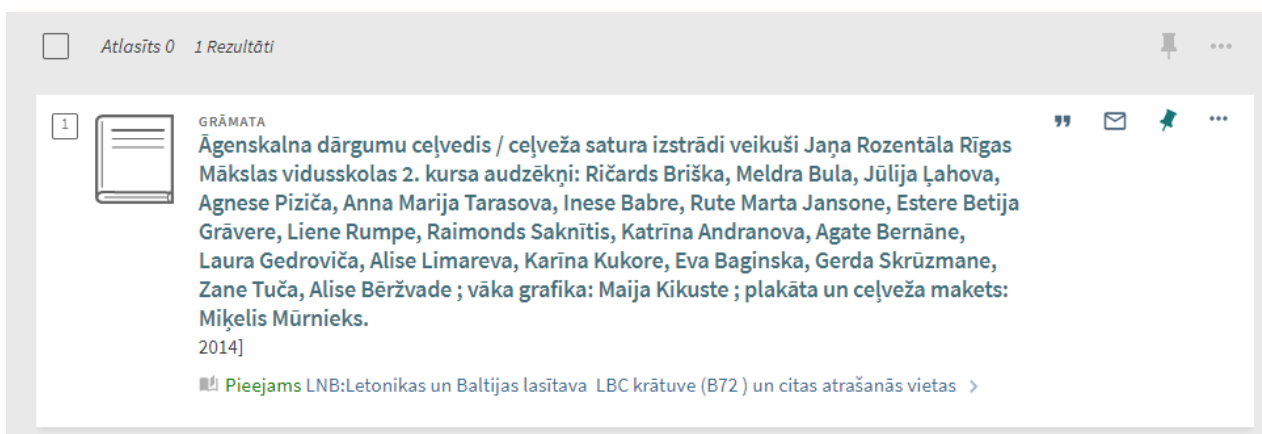 Atlasīts 0 1 Rezultāti
1
GRĀMATA
Āgenskalna dārgumu ceļvedis / ceļveža satura izstrādi veikuši Jaņa Rozentāla Rīgas
Mākslas vidusskolas 2. kursa audzēkņi: Ričards Briška, Meldra Bula, Jūlija Ļahova,
Agnese Piziča, Anna Marija Tarasova, Inese Babre, Rute Marta Jansone, Estere Betija
Grāvere, Liene Rumpe, Raimonds Saknītis, Katrīna Andranova, Agate Bernāne,
Laura Gedroviča, Alise Limareva, Karīna Kukore, Eva Baginska, Gerda Skrūzmane,
Zane Tuča, Alise Bēržvade ; vāka grafika: Maija Kikuste ; plakāta un ceļveža makets:
Miķelis Mūrnieks.
2014]
Pieejams LNB:Letonikas un Baltijas lasītava LBC krātuve (B72 ) un citas atrašanās vietas >